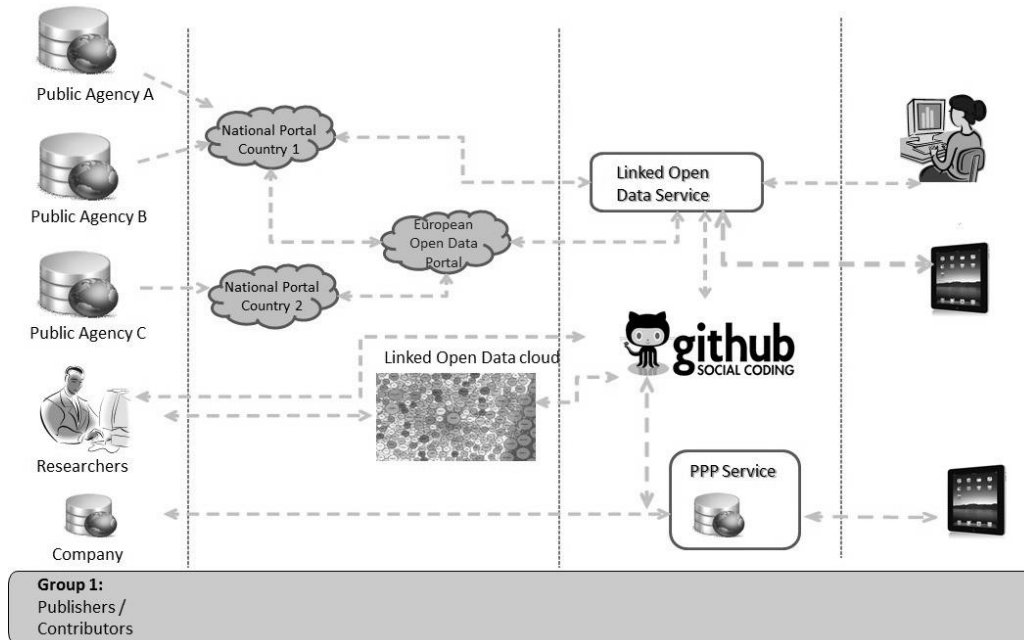 Public Agency A
National Portal
Country 1
Public Agency B
Linked Open
Data Service
European
Open Data
Portal
Public Agency C
National Portal
Country 2
github
SOCIAL CODING
Linked Open Data cloud
Researchers
PPP Service
Company
Group 1:
Publishers /
Contributors